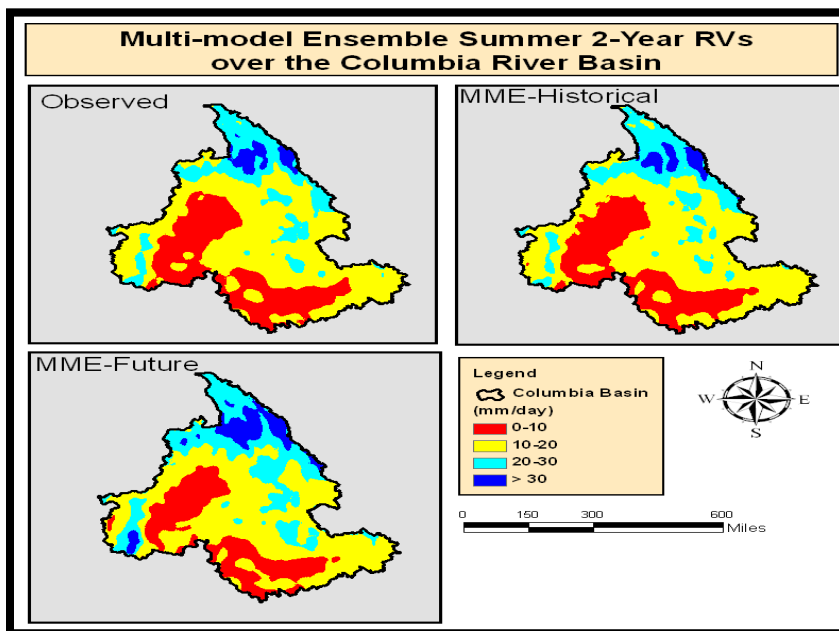 Multi-model Ensemble Summer 2-Year RVs
over the Columbia River Basin
Observed
MME-Historical
MME-Future
Legend
Columbia Basin
(mm/day)
0-10
10-20
20-30
> 30
N
W E
S
0 150 300 600
Miles